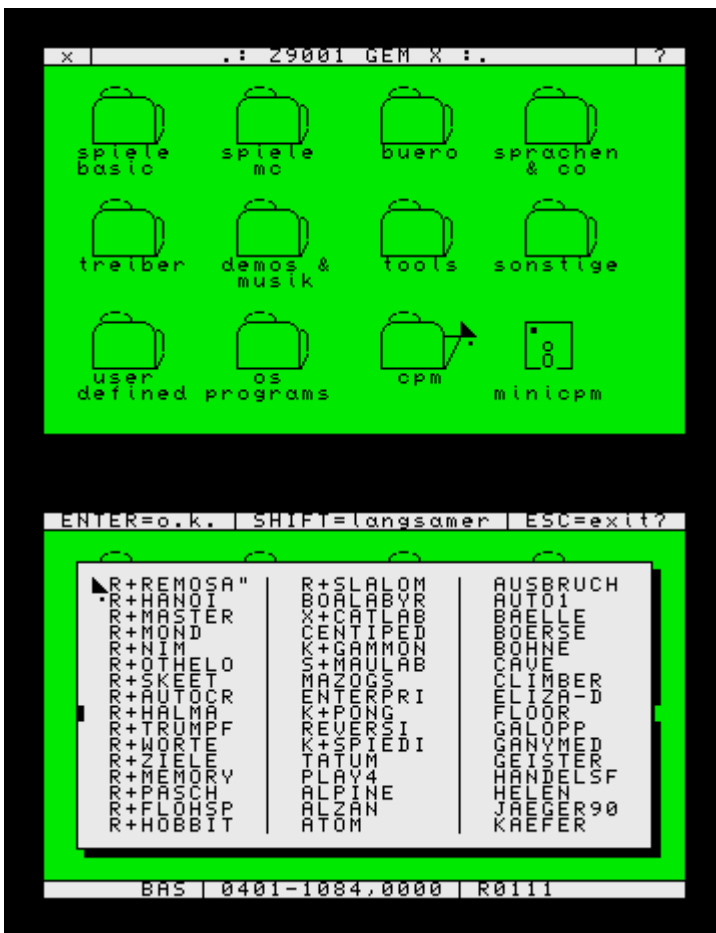 x | .: Z9001 GEM X :. | ?
spiele basic
spiele mc
buero
sprachen & co
treiber
demos & musik
tools
sonstige
user defined
os programs
cpm
minicpm
ENTER=o.k. | SHIFT=langsamer | ESC=exit?
R+REMOSA" | R+SLALOM | AUSBRUCH
R+HANOI | BOALABYR | AUTO1
R+MASTER | X+CATLAB | BAELLE
R+MOND | CENTIPED | BOERSE
R+NIM | K+GAMMON | BOHNE
R+OTHELO | S+MAULAB | CAVE
R+SKEET | MAZOGS | CLIMBER
R+AUTOCR | ENTERPRI | ELIZA-D
R+HALMA | K+PONG | FLOOR
R+TRUMPF | REVERSI | GALOPP
R+WORTE | K+SPIEDI | GANYMED
R+ZIELE | TATUM | GEISTER
R+MEMORY | PLAY4 | HANDELSF
R+PASCH | ALPINE | HELEN
R+FLOHSP | ALZAN | JAEGER90
R+HOBBIT | ATOM | KAEFER
BAS | 0401-1084,0000 | R0111